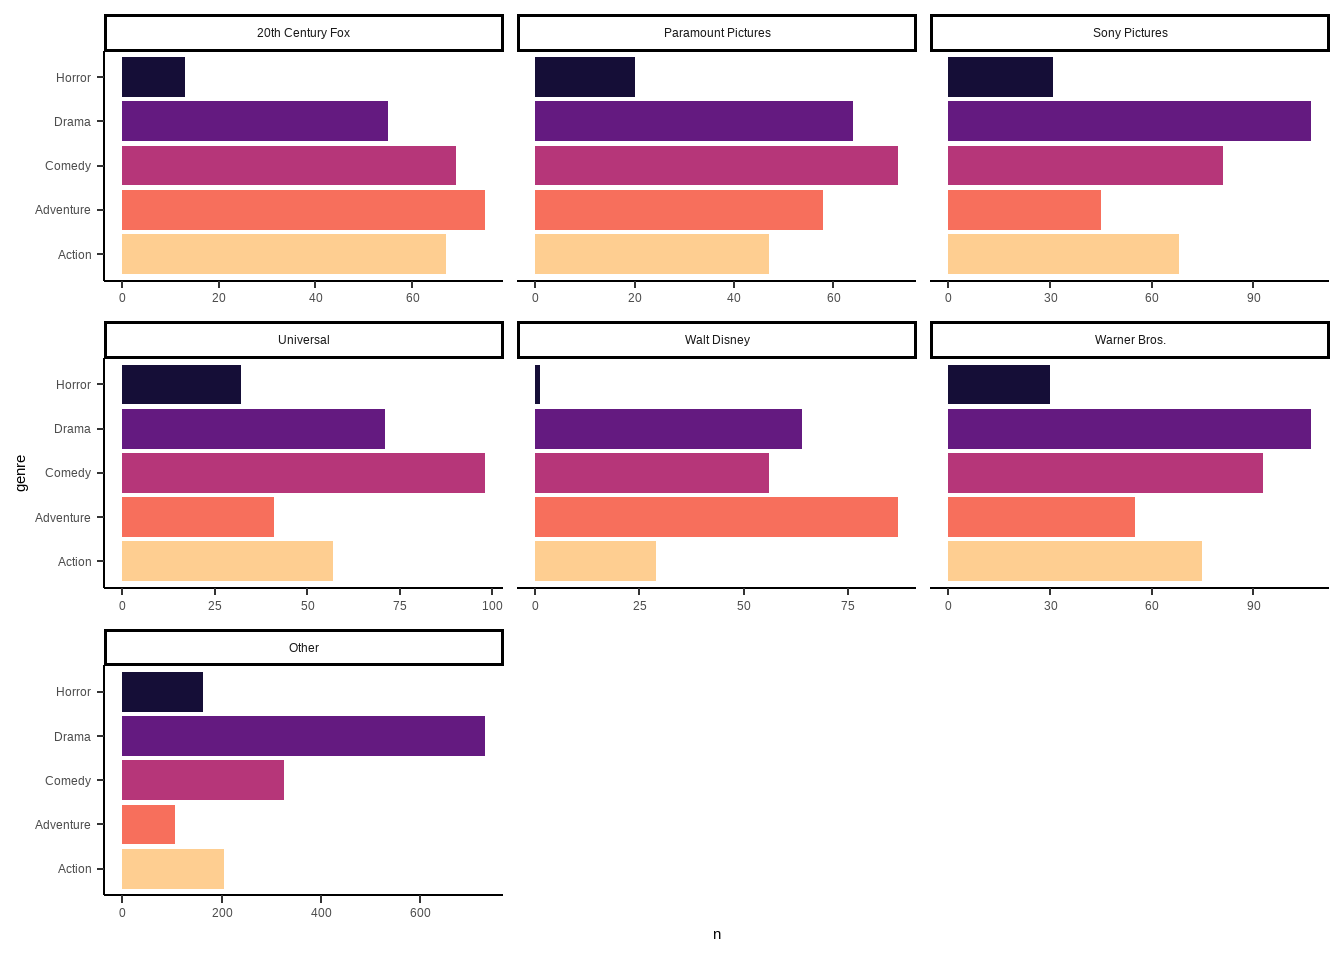 20th Century Fox
Paramount Pictures
Sony Pictures
Horror
Drama
Comedy
Adventure
Action
0 20 40 60
0 20 40 60
0 30 60 90
Universal
Walt Disney
Warner Bros.
Horror
Drama
Comedy
Adventure
Action
0 25 50 75 100
0 25 50 75
0 30 60 90
genre
Other
Horror
Drama
Comedy
Adventure
Action
0 200 400 600
n